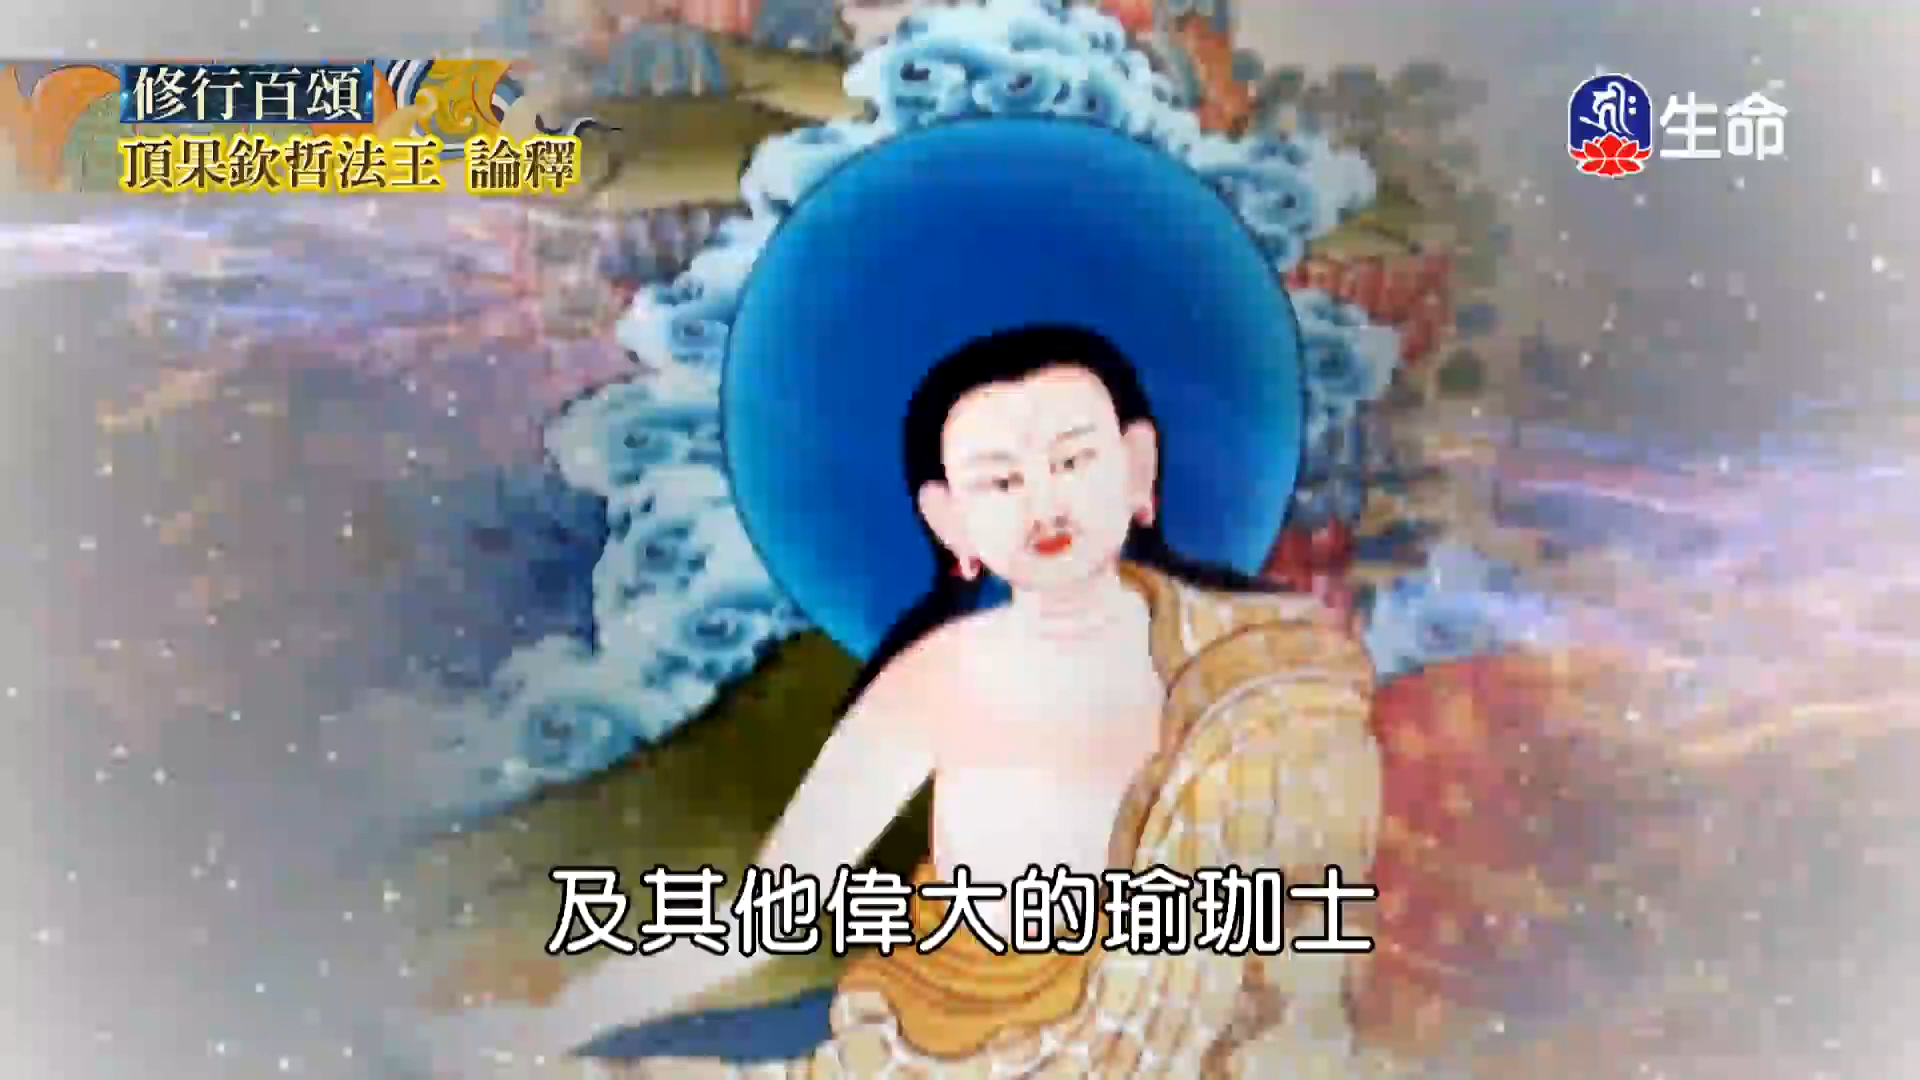 修行百頌
頂果欽哲法王 論釋
生命
及其他偉大的瑜珈士